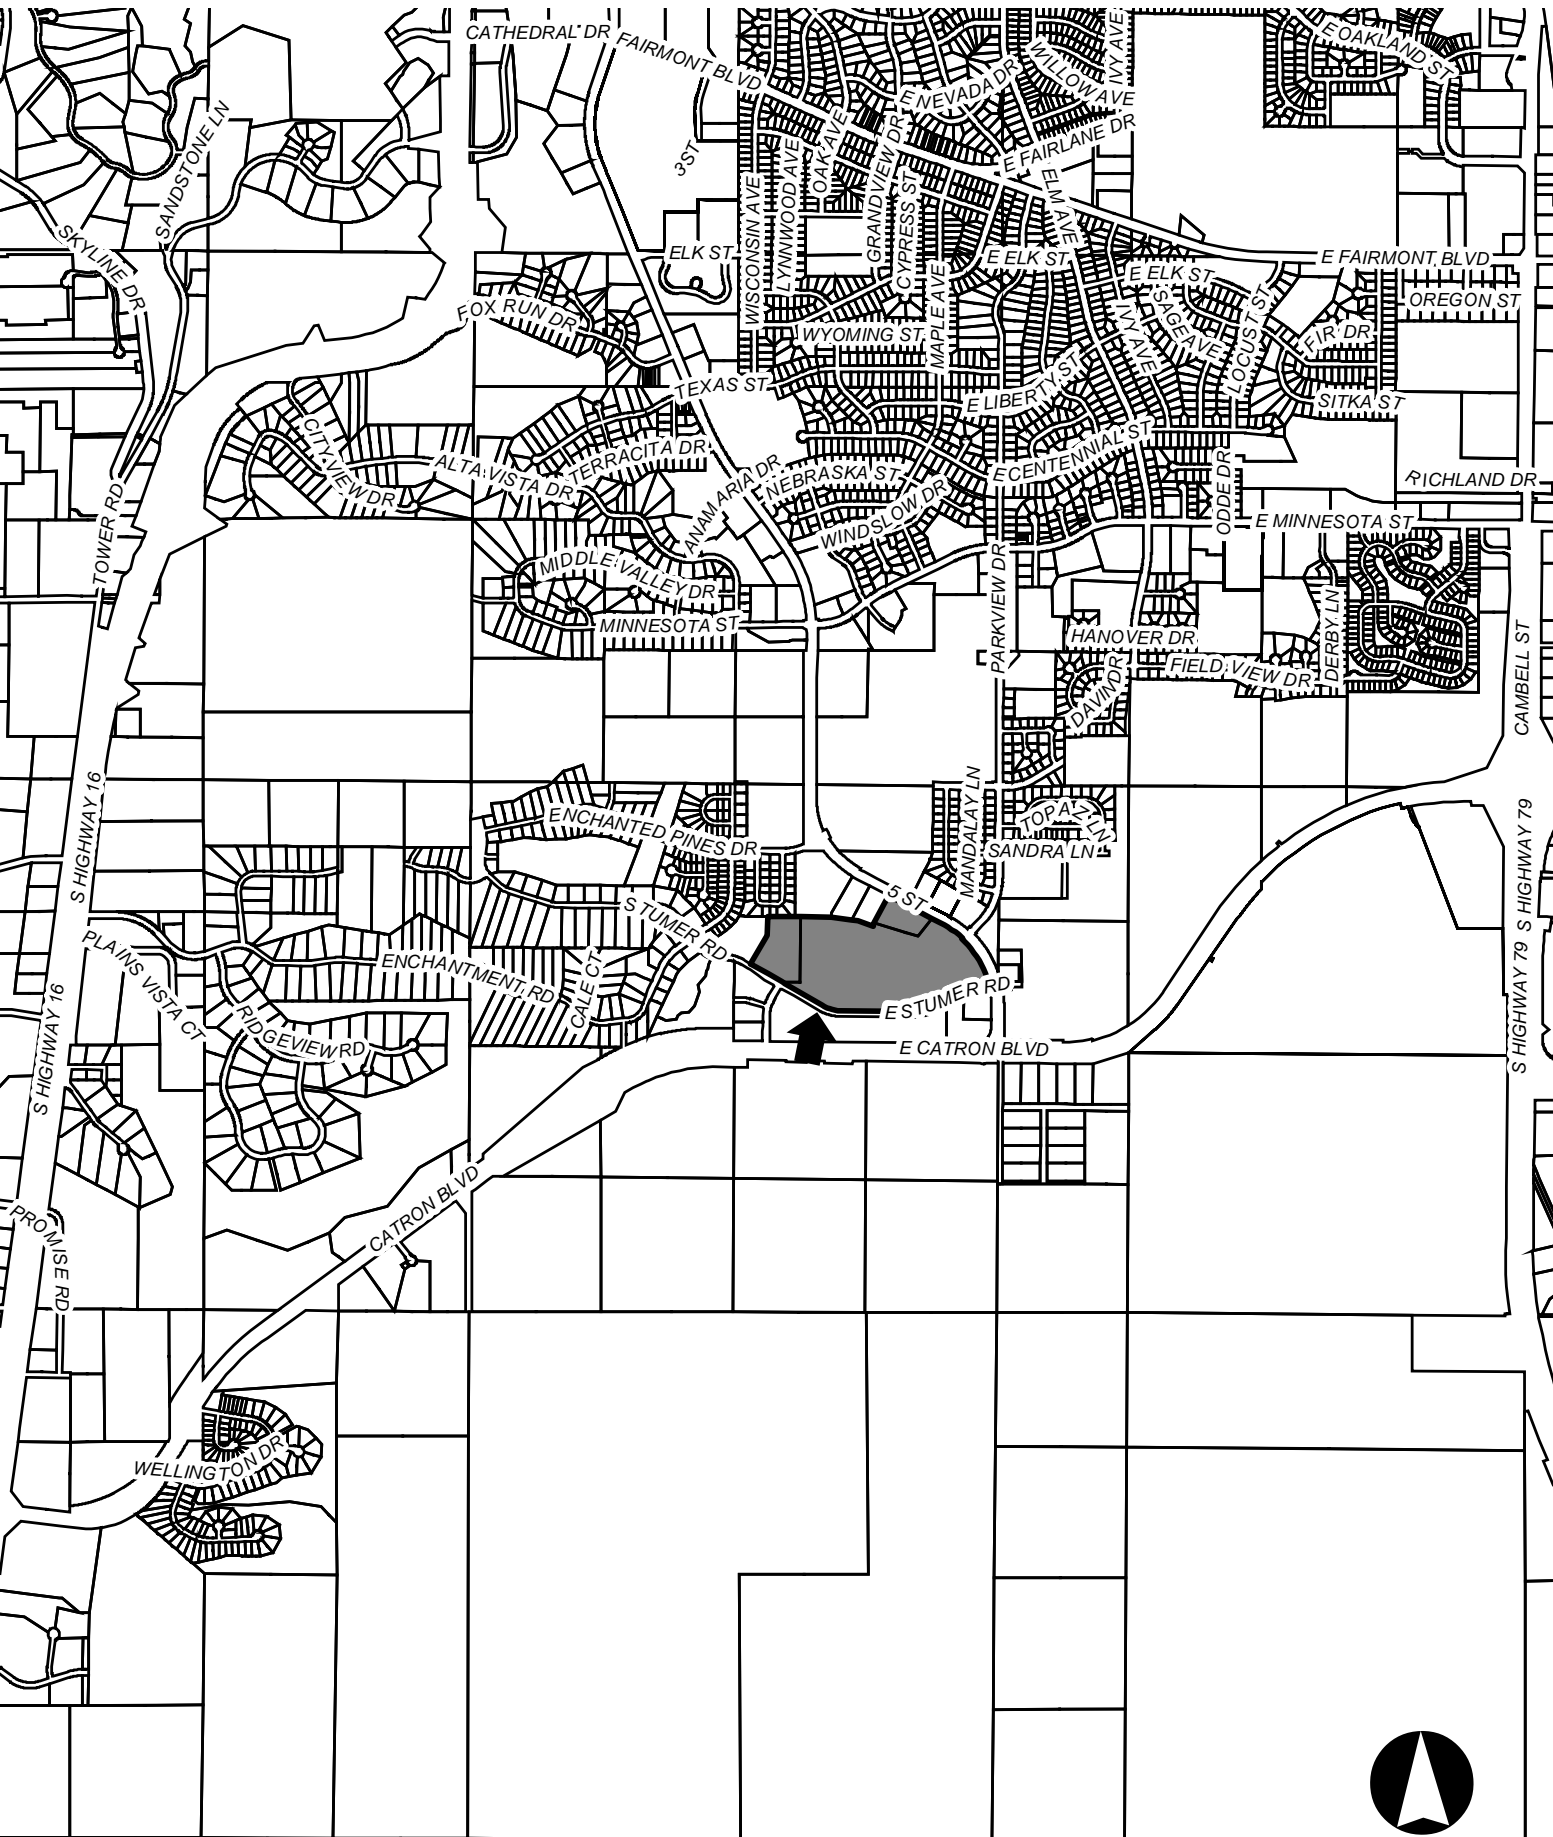 CATHEDRAL DR
FAIRMONT BLVD
E NEVADA DR
WILLOW AVE
IVY AVE
E OAKLAND ST
SANDSTONE LN
3ST
OAK AVE
GRANDVIEW DR
E FAIRLANE DR
WISCONSIN AVE
LYNNWOOD AVE
CYPRESS ST
ELM AVE
SKYLINE DR
ELK ST
E ELK ST
E ELK ST
E FAIRMONT BLVD
OREGON ST
FOX RUN DR
WYOMING ST
MAPLE AVE
IVY AVE
SAGE AVE
LOCUST ST
FIR DR
TEXAS ST
E LIBERTY ST
SITKA ST
CITY VIEW DR
ALTA VISTA DR
TERRACITA DR
ANAMARIA DR
NEBRASKA ST
E CENTENNIAL ST
ODDE DR
RICHLAND DR
TOWER RD
WINDSLOW DR
E MINNESOTA ST
MIDDLE VALLEY DR
PARKVIEW DR
MINNESOTA ST
HANOVER DR
DERBY LN
FIELD VIEW DR
DAVIN DR
CAMBELL ST
S HIGHWAY 16
ENCHANTED PINES DR
MANDALAY LN
TOPAZ LN
SANDRA LN
S HIGHWAY 79
5 ST
S TUMER RD
PLAINS VISTA CT
ENCHANTMENT RD
CALE CT
E STUMER RD
S HIGHWAY 79
S HIGHWAY 16
RIDGEVIEW RD
E CATRON BLVD
CATRON BLVD
PROMISE RD
WELLINGTON DR